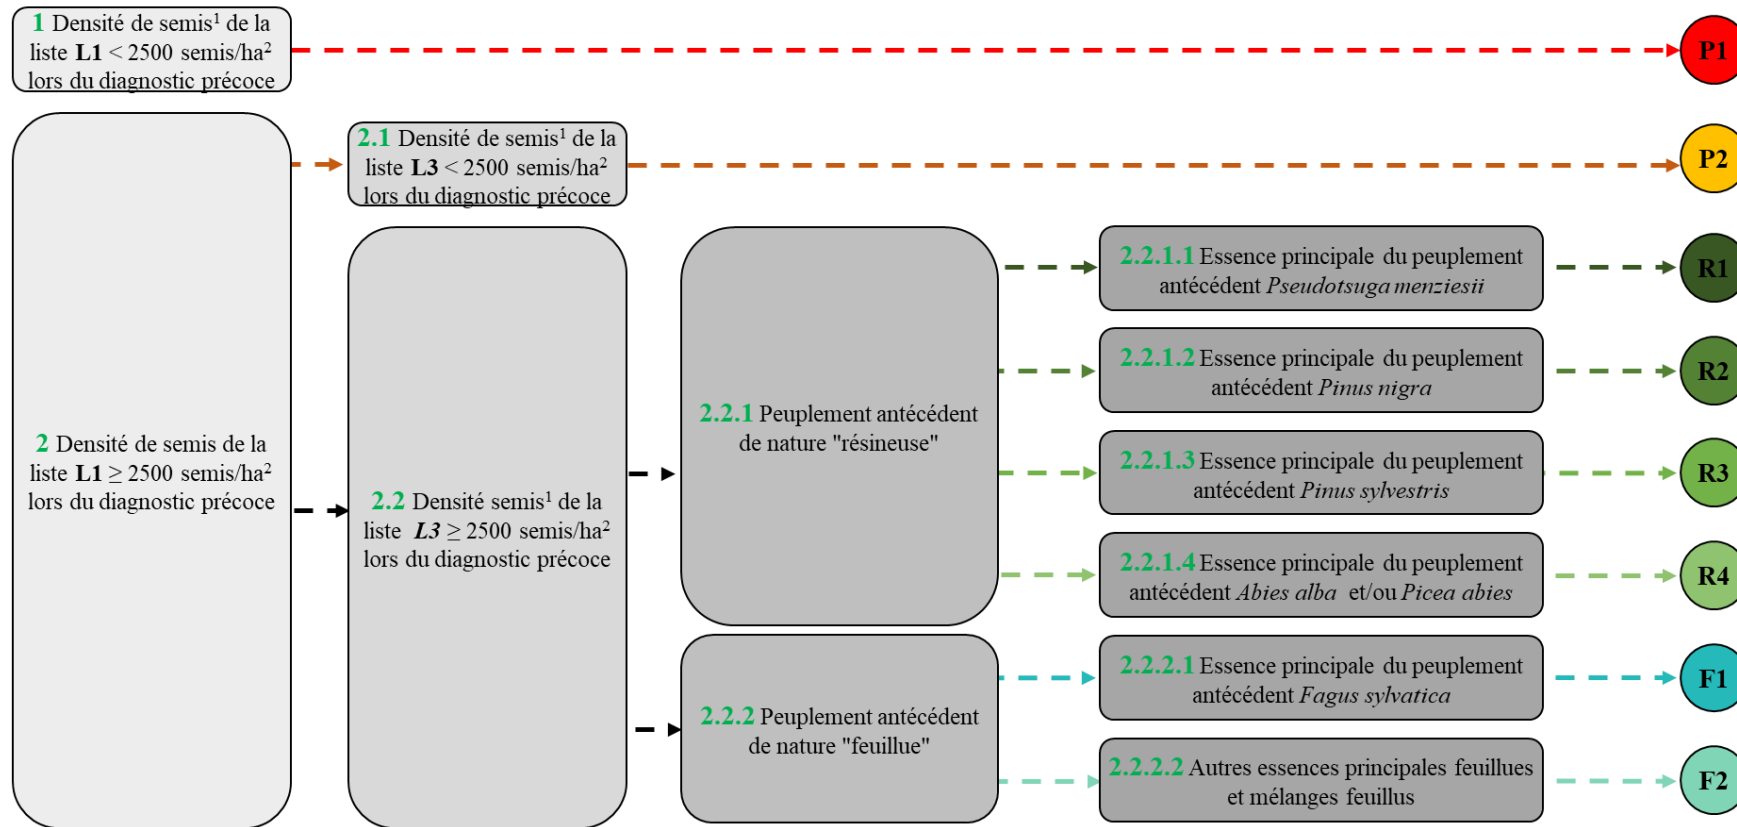 1 Densité de semis¹ de la
liste L1 < 2500 semis/ha²
lors du diagnostic précoce
P1
2.1 Densité de semis¹ de la
liste L3 < 2500 semis/ha²
lors du diagnostic précoce
P2
2 Densité de semis de la
liste L1 ≥ 2500 semis/ha²
lors du diagnostic précoce
2.2 Densité semis¹ de la
liste L3 ≥ 2500 semis/ha²
lors du diagnostic précoce
2.2.1 Peuplement antécédent
de nature "résineuse"
2.2.1.1 Essence principale du peuplement
antécédent Pseudotsuga menziesii
R1
2.2.1.2 Essence principale du peuplement
antécédent Pinus nigra
R2
2.2.1.3 Essence principale du peuplement
antécédent Pinus sylvestris
R3
2.2.1.4 Essence principale du peuplement
antécédent Abies alba et/ou Picea abies
R4
2.2.2 Peuplement antécédent
de nature "feuillue"
2.2.2.1 Essence principale du peuplement
antécédent Fagus sylvatica
F1
2.2.2.2 Autres essences principales feuillues
et mélanges feuillus
F2